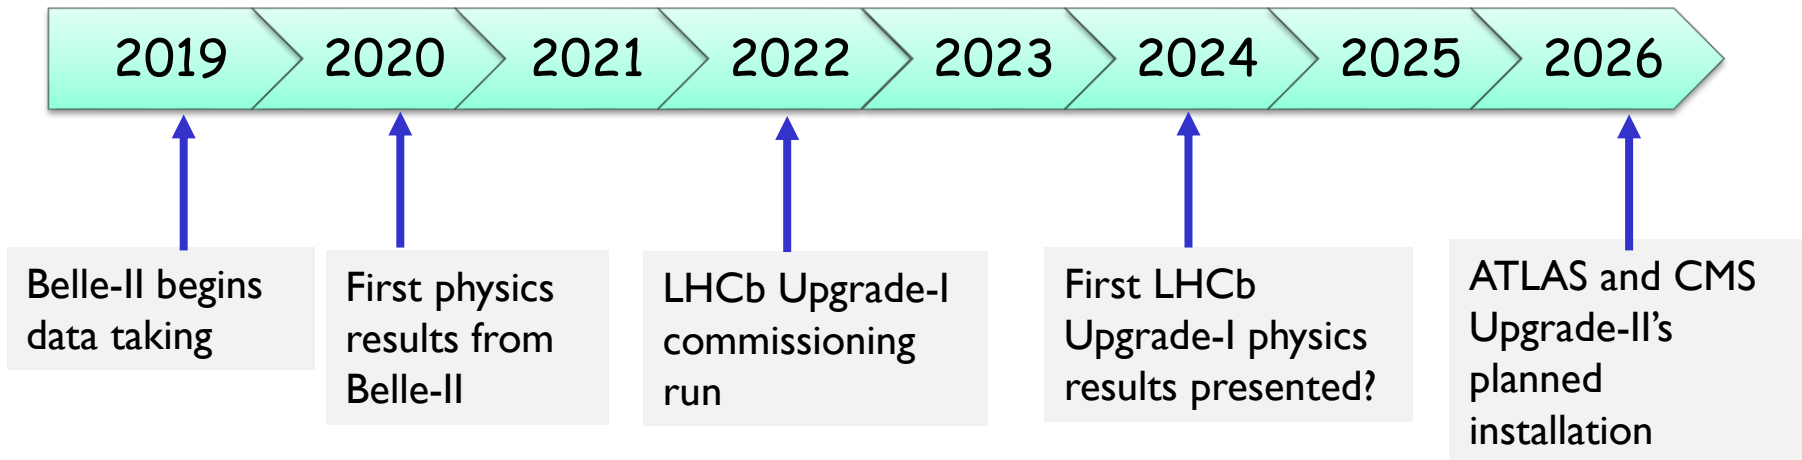 2019 2020 2021 2022 2023 2024 2025 2026
Belle-II begins
data taking
First physics
results from
Belle-II
LHCb Upgrade-I
commissioning
run
First LHCb
Upgrade-I physics
results presented?
ATLAS and CMS
Upgrade-II’s
planned
installation